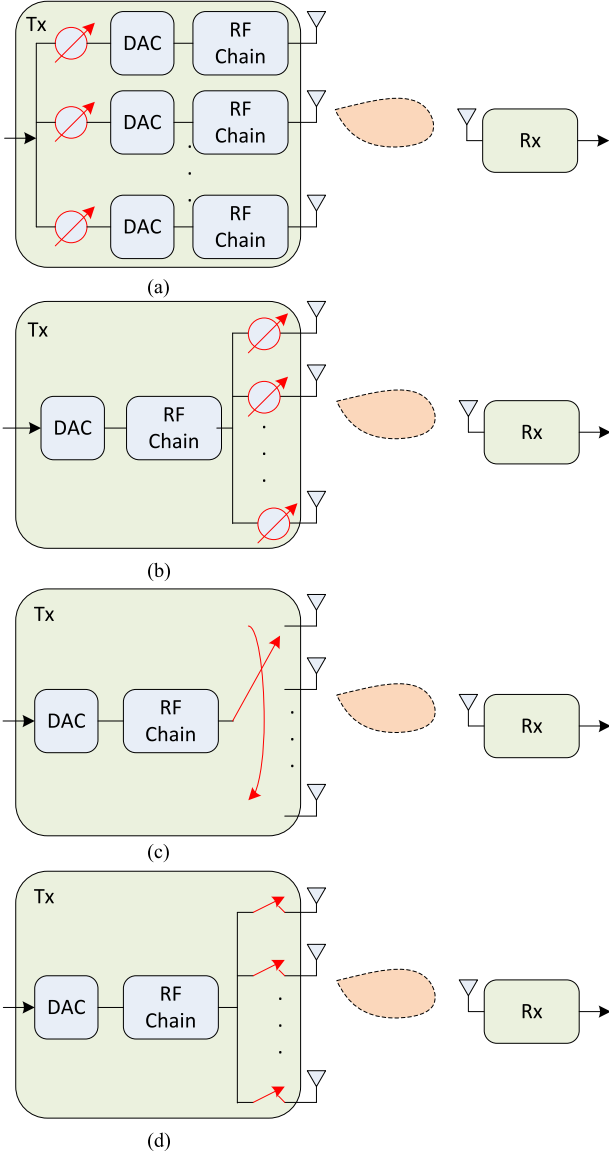 Tx
DAC
RF
Chain
DAC
RF
Chain
Rx
DAC
RF
Chain
(a)
Tx
DAC
RF
Chain
Rx
(b)
Tx
DAC
RF
Chain
Rx
(c)
Tx
DAC
RF
Chain
Rx
(d)